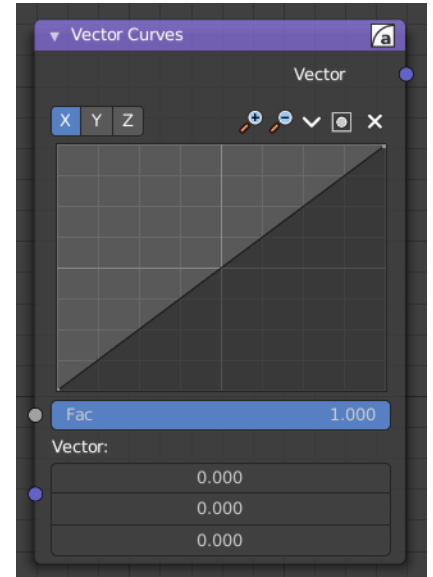 Vector Curves
Vector
X Y Z
Fac 1.000
Vector:
0.000
0.000
0.000